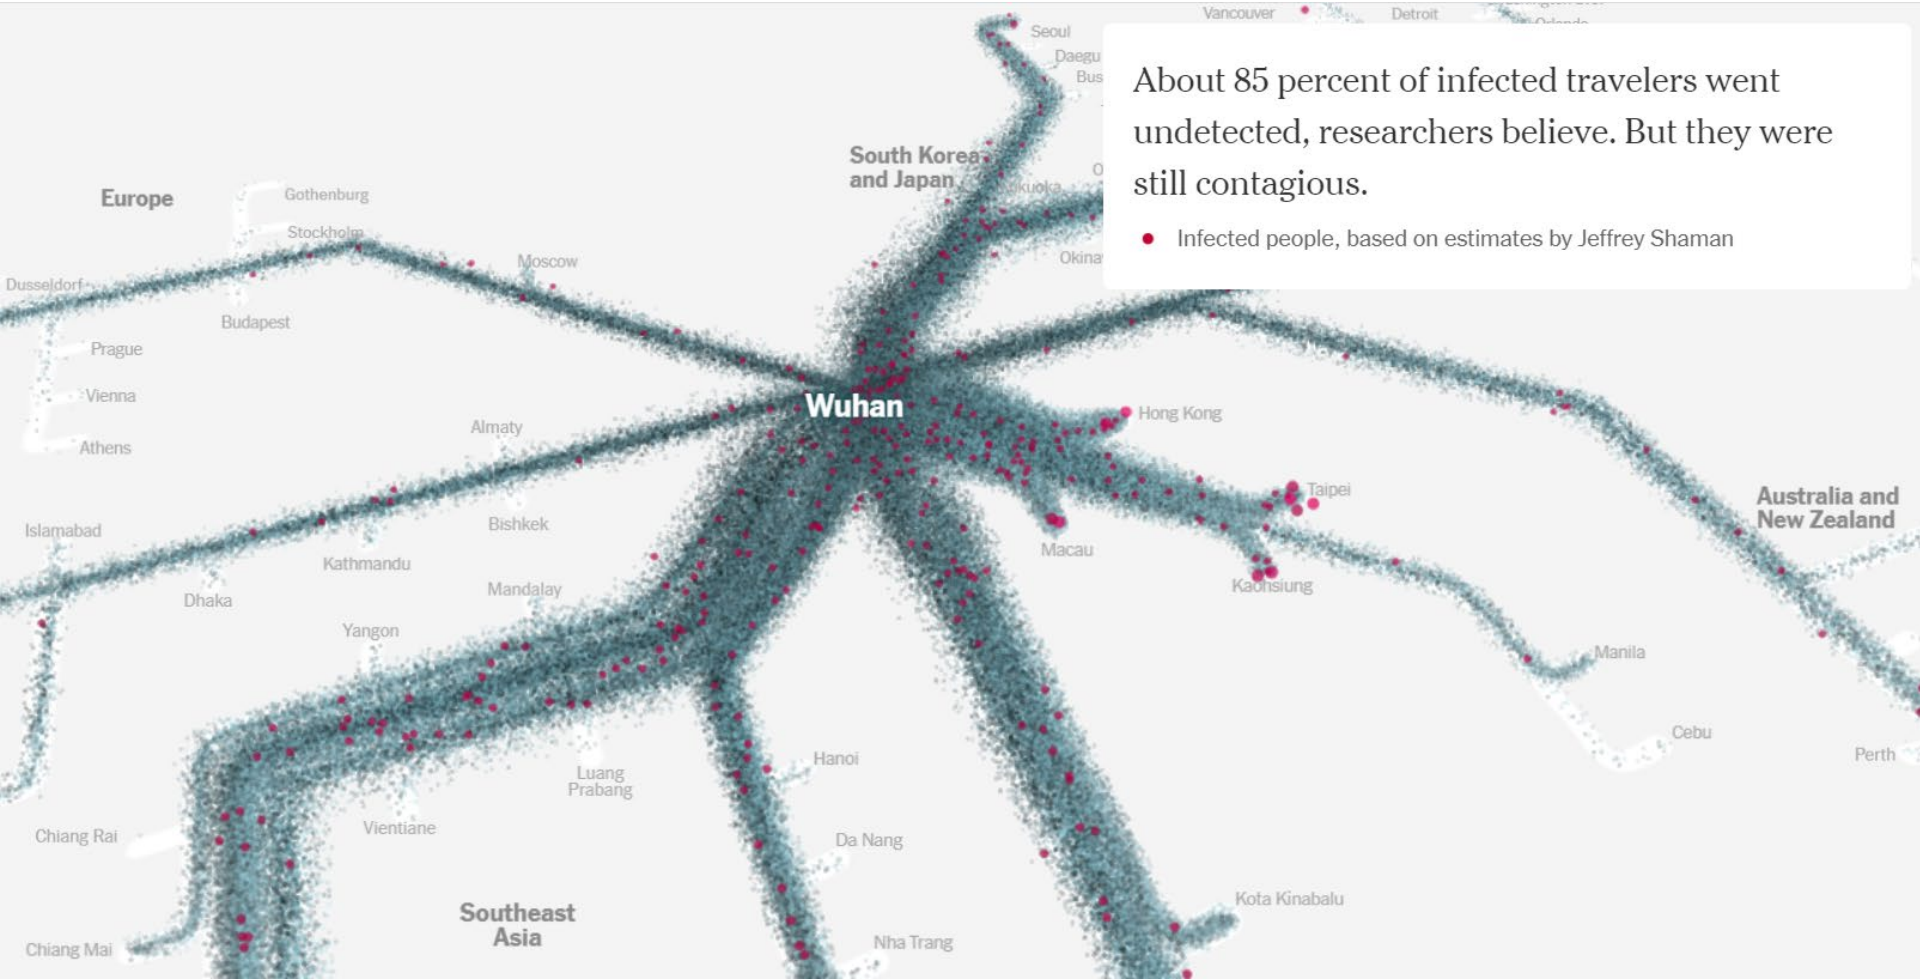 Vancouver
Detroit
Orlando
Seoul
Daegu
Bus
About 85 percent of infected travelers went
undetected, researchers believe. But they were
still contagious.
Infected people, based on estimates by Jeffrey Shaman
South Korea
and Japan
O
Okina
Europe
Gothenburg
Stockholm
Moscow
Dusseldorf
Budapest
Prague
Vienna
Athens
Wuhan
Hong Kong
Almaty
Taipei
Australia and
New Zealand
Islamabad
Bishkek
Macau
Kathmandu
Kaohsiung
Dhaka
Mandalay
Yangon
Manila
Cebu
Perth
Hanoi
Luang
Prabang
Vientiane
Chiang Rai
Da Nang
Kota Kinabalu
Southeast
Asia
Chiang Mai
Nha Trang